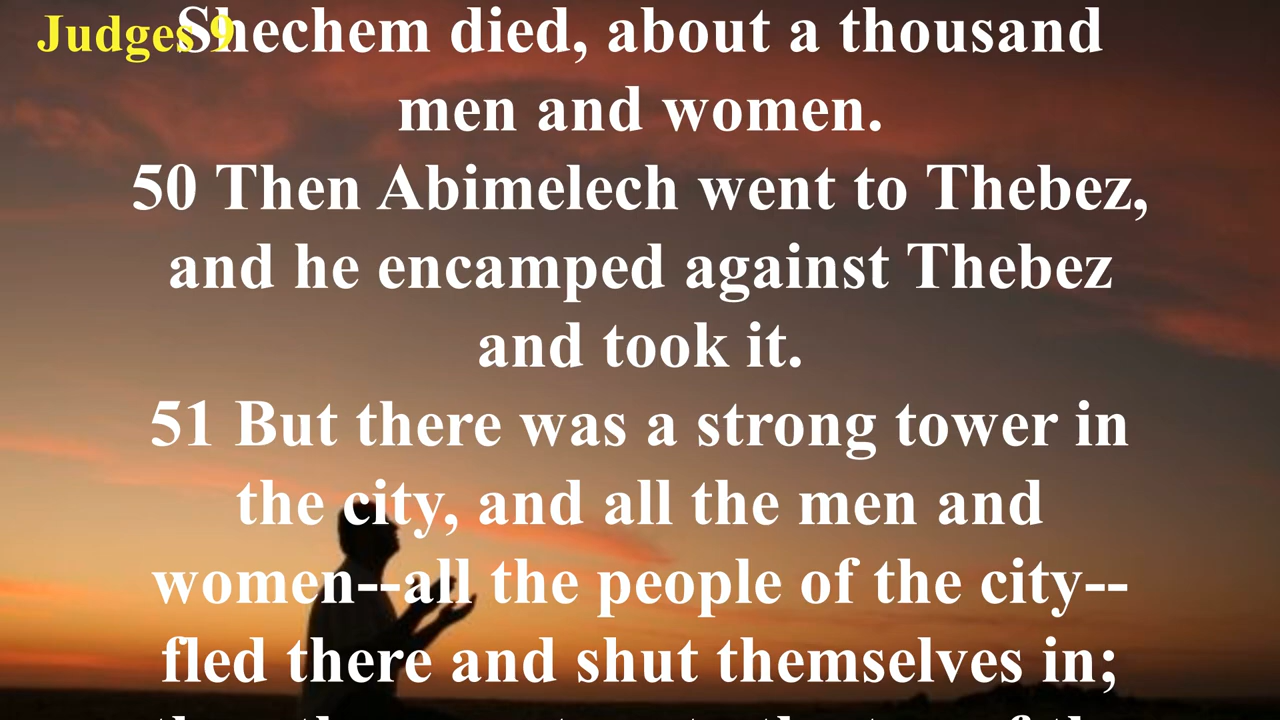 Judges 9
Shechem died, about a thousand
men and women.
50 Then Abimelech went to Thebez,
and he encamped against Thebez
and took it.
51 But there was a strong tower in
the city, and all the men and
women--all the people of the city--
fled there and shut themselves in;